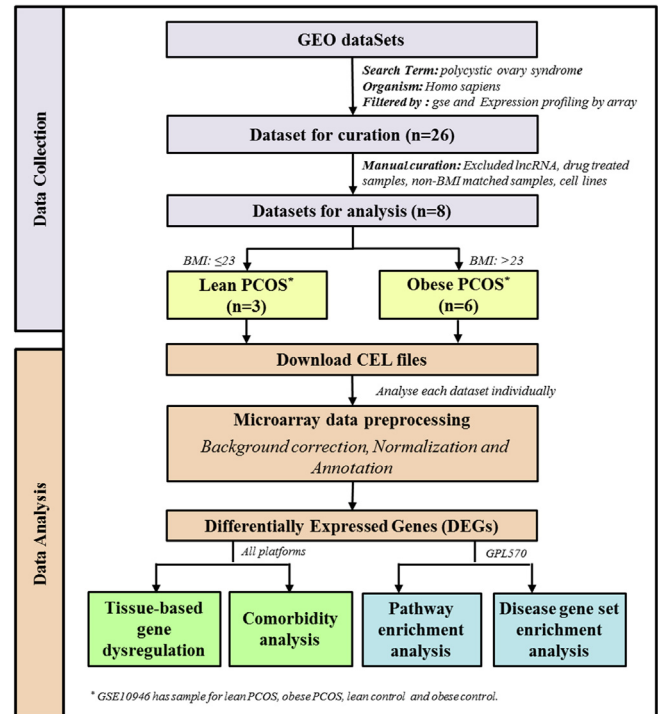 Data Collection
GEO dataSets
Search Term: polycystic ovary syndrome
Organism: Homo sapiens
Filtered by : gse and Expression profiling by array
Dataset for curation (n=26)
Manual curation: Excluded lncRNA, drug treated
samples, non-BMI matched samples, cell lines
Datasets for analysis (n=8)
BMI: ≤23
BMI: >23
Lean PCOS*
(n=3)
Obese PCOS*
(n=6)
Data Analysis
Download CEL files
Analyse each dataset individually
Microarray data preprocessing
Background correction, Normalization and
Annotation
Differentially Expressed Genes (DEGs)
All platforms
GPL570
Tissue-based
gene
dysregulation
Comorbidity
analysis
Pathway
enrichment
analysis
Disease gene set
enrichment
analysis
* GSE10946 has sample for lean PCOS, obese PCOS, lean control and obese control.